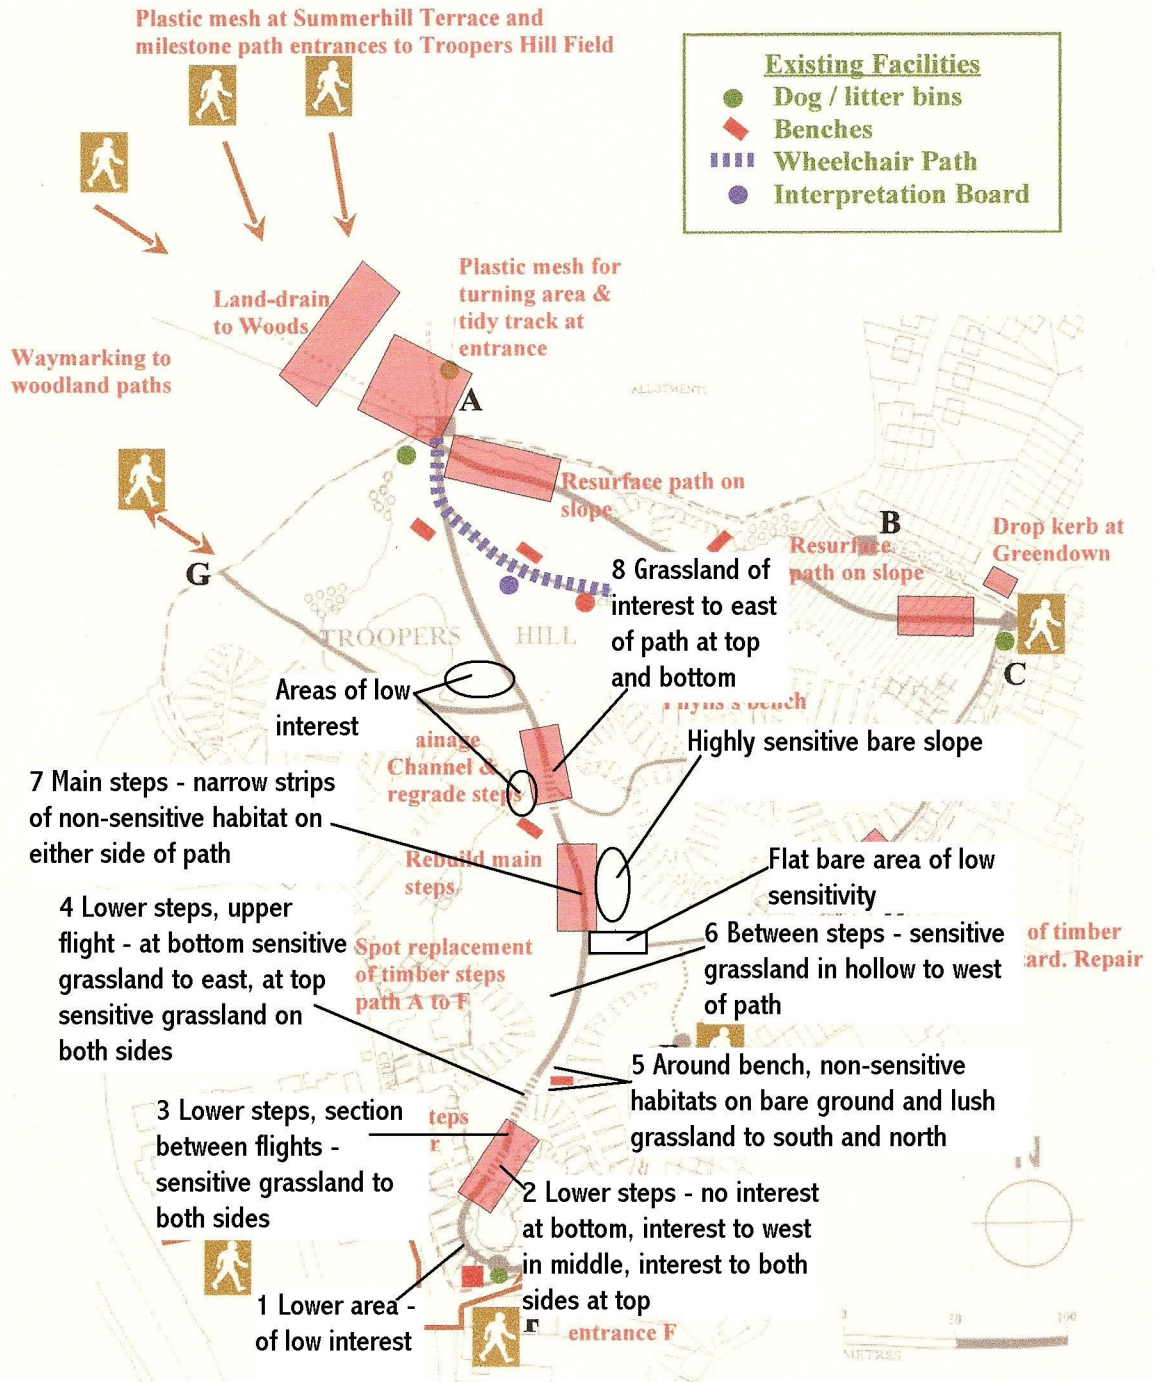 Plastic mesh at Summerhill Terrace and
milestone path entrances to Troopers Hill Field
Existing Facilities
Dog / litter bins
Benches
Wheelchair Path
Interpretation Board
Plastic mesh for
turning area &
tidy track at
entrance
Land-drain
to Woods
Waymarking to
woodland paths
A
ALLOTMENTS
Resurface path on
slope
B
Resurface
path on slope
Drop kerb at
Greendown
G
C
TROOPERS HILL
8 Grassland of
interest to east
of path at top
and bottom
Phylis's bench
Areas of low
interest
Highly sensitive bare slope
ainage
Channel &
regrade steps
7 Main steps - narrow strips
of non-sensitive habitat on
either side of path
Rebuild main
steps
Flat bare area of low
sensitivity
4 Lower steps, upper
flight - at bottom sensitive
grassland to east, at top
sensitive grassland on
both sides
Spot replacement
of timber steps
path A to F
6 Between steps - sensitive
grassland in hollow to west
of path
of timber
ard. Repair
5 Around bench, non-sensitive
habitats on bare ground and lush
grassland to south and north
3 Lower steps, section
between flights -
sensitive grassland to
both sides
teps
r
N
2 Lower steps - no interest
at bottom, interest to west
in middle, interest to both
sides at top
1 Lower area -
of low interest
entrance F
50 100
METRES